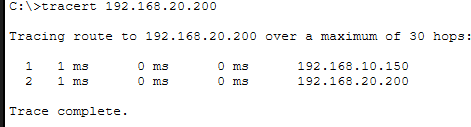 C:\>tracert 192.168.20.200
Tracing route to 192.168.20.200 over a maximum of 30 hops:
1 1 ms 0 ms 0 ms 192.168.10.150
2 1 ms 0 ms 0 ms 192.168.20.200
Trace complete.